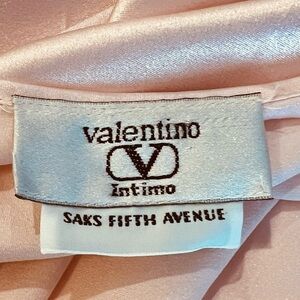 valentino
V
Intimo
SAKS FIFTH AVENUE